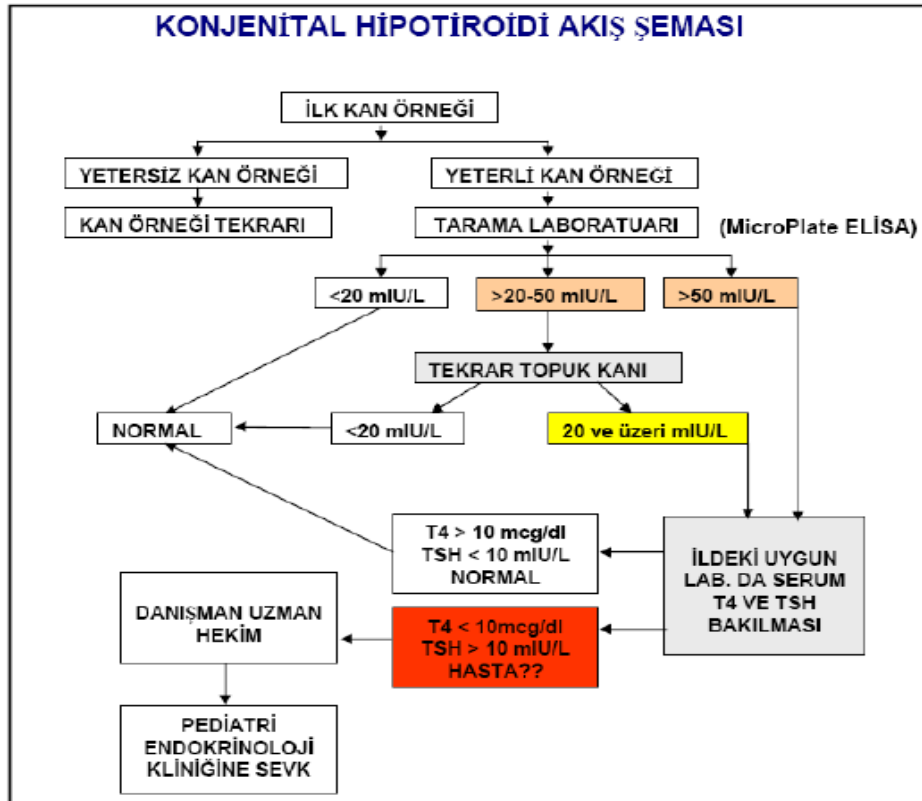 KONJENİTAL HİPOTİROİDİ AKIŞ ŞEMASI
İLK KAN ÖRNEĞİ
YETERSİZ KAN ÖRNEĞİ
YETERLİ KAN ÖRNEĞİ
KAN ÖRNEĞİ TEKRARI
TARAMA LABORATUARI
(MicroPlate ELİSA)
<20 mIU/L
>20-50 mIU/L
>50 mIU/L
TEKRAR TOPUK KANI
NORMAL
<20 mIU/L
20 ve üzeri mIU/L
T4 > 10 mcg/dl
TSH < 10 mIU/L
NORMAL
İLDEKİ UYGUN
LAB. DA SERUM
T4 VE TSH
BAKILMASI
DANIŞMAN UZMAN
HEKİM
T4 < 10mcg/dl
TSH > 10 mIU/L
HASTA??
PEDİATRİ
ENDOKRİNOLOJİ
KLİNİĞİNE SEVK